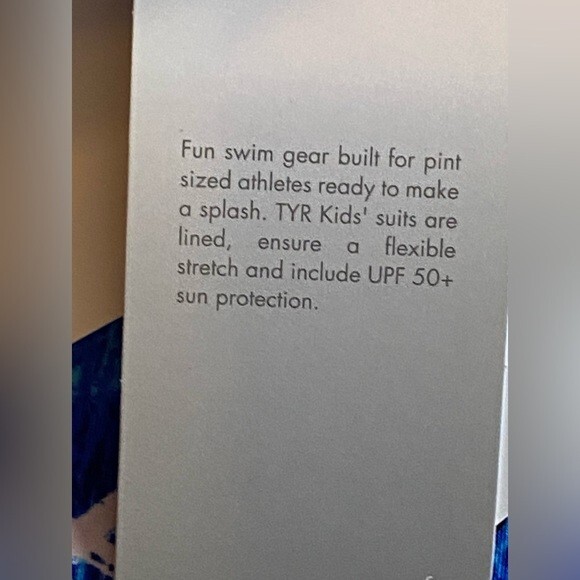 Fun swim gear built for pint
sized athletes ready to make
a splash. TYR Kids' suits are
lined, ensure a flexible
stretch and include UPF 50+
sun protection.